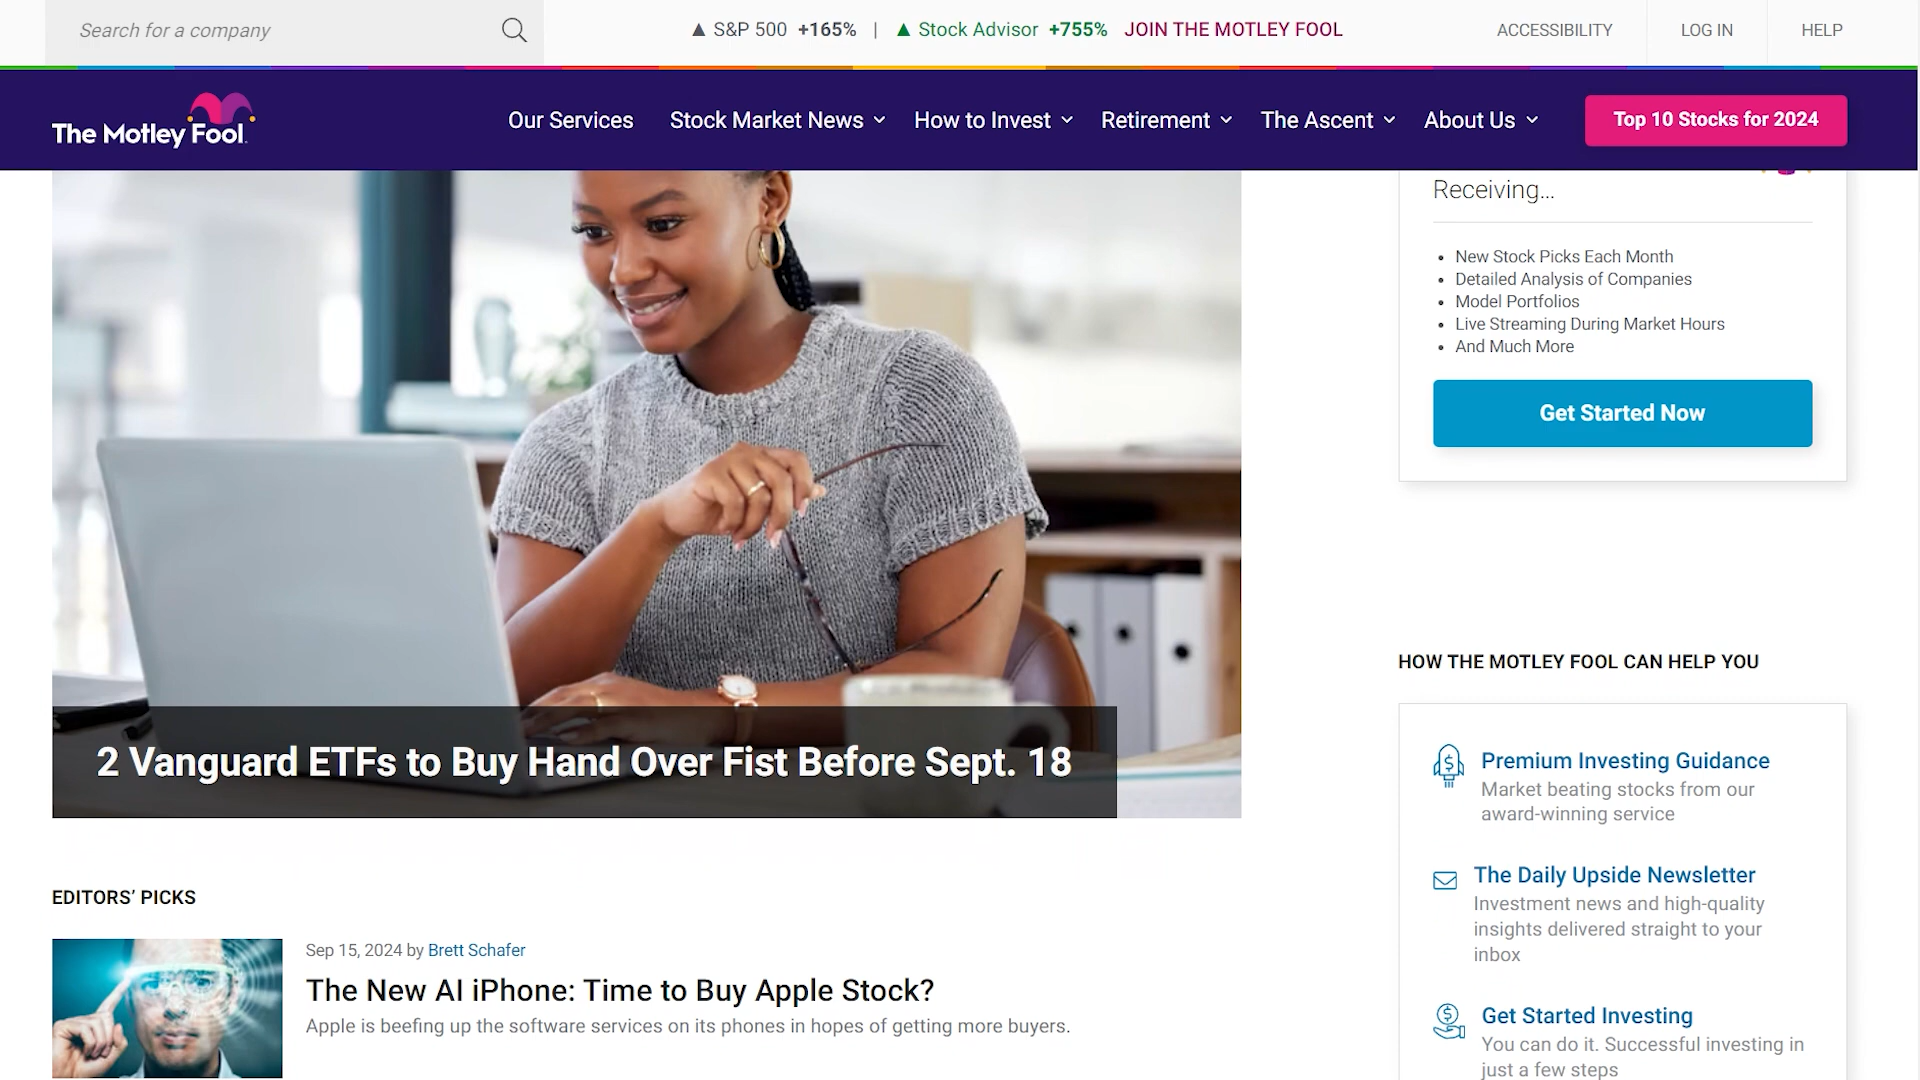 Search for a company
S&P 500 +165% | Stock Advisor +755% JOIN THE MOTLEY FOOL
ACCESSIBILITY
LOG IN
HELP
The Motley Fool.
Our Services
Stock Market News
How to Invest
Retirement
The Ascent
About Us
Top 10 Stocks for 2024
Receiving...
New Stock Picks Each Month
Detailed Analysis of Companies
Model Portfolios
Live Streaming During Market Hours
And Much More
Get Started Now
2 Vanguard ETFs to Buy Hand Over Fist Before Sept. 18
HOW THE MOTLEY FOOL CAN HELP YOU
Premium Investing Guidance
Market beating stocks from our
award-winning service
The Daily Upside Newsletter
Investment news and high-quality
insights delivered straight to your
inbox
Get Started Investing
You can do it. Successful investing in
just a few steps
EDITORS’ PICKS
Sep 15, 2024 by Brett Schafer
The New AI iPhone: Time to Buy Apple Stock?
Apple is beefing up the software services on its phones in hopes of getting more buyers.